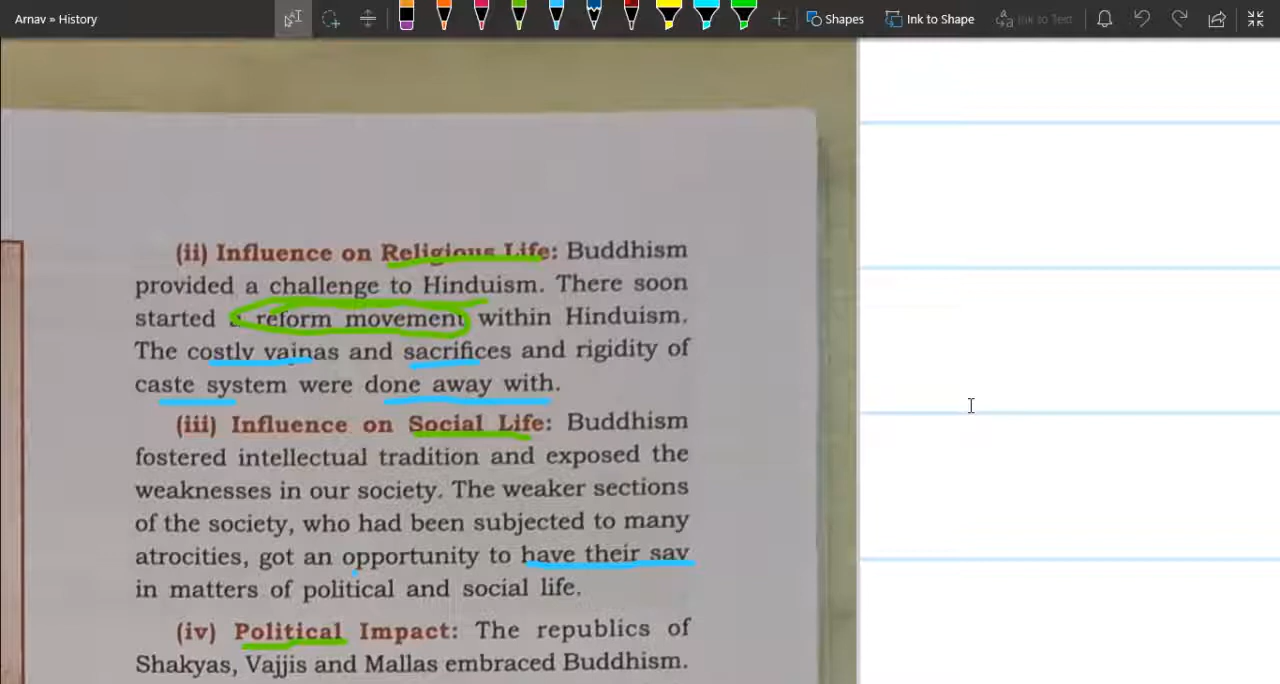 Arnav » History
Shapes
Ink to Shape
Ink to Text
(ii) Influence on Religious Life: Buddhism
provided a challenge to Hinduism. There soon
started a reform movement within Hinduism.
The costly yajnas and sacrifices and rigidity of
caste system were done away with.
(iii) Influence on Social Life: Buddhism
fostered intellectual tradition and exposed the
weaknesses in our society. The weaker sections
of the society, who had been subjected to many
atrocities, got an opportunity to have their say
in matters of political and social life.
(iv) Political Impact: The republics of
Shakyas, Vajjis and Mallas embraced Buddhism.